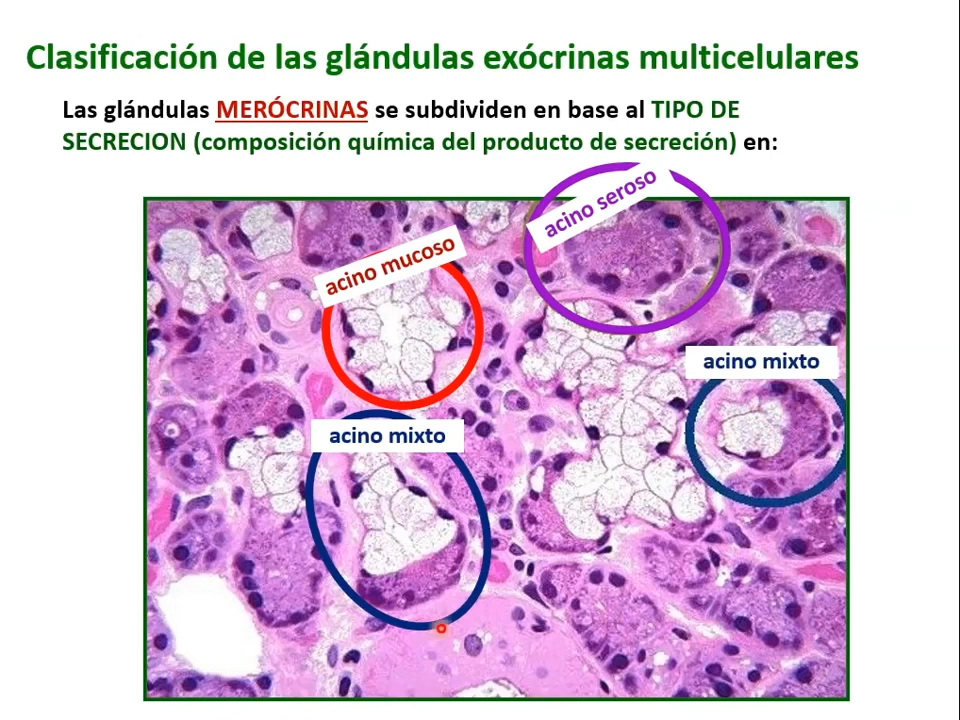 Clasificación de las glándulas exócrinas multicelulares
Las glándulas MERÓCRINAS se subdividen en base al TIPO DE
SECRECION (composición química del producto de secreción) en:
acino seroso
acino mucoso
acino mixto
acino mixto